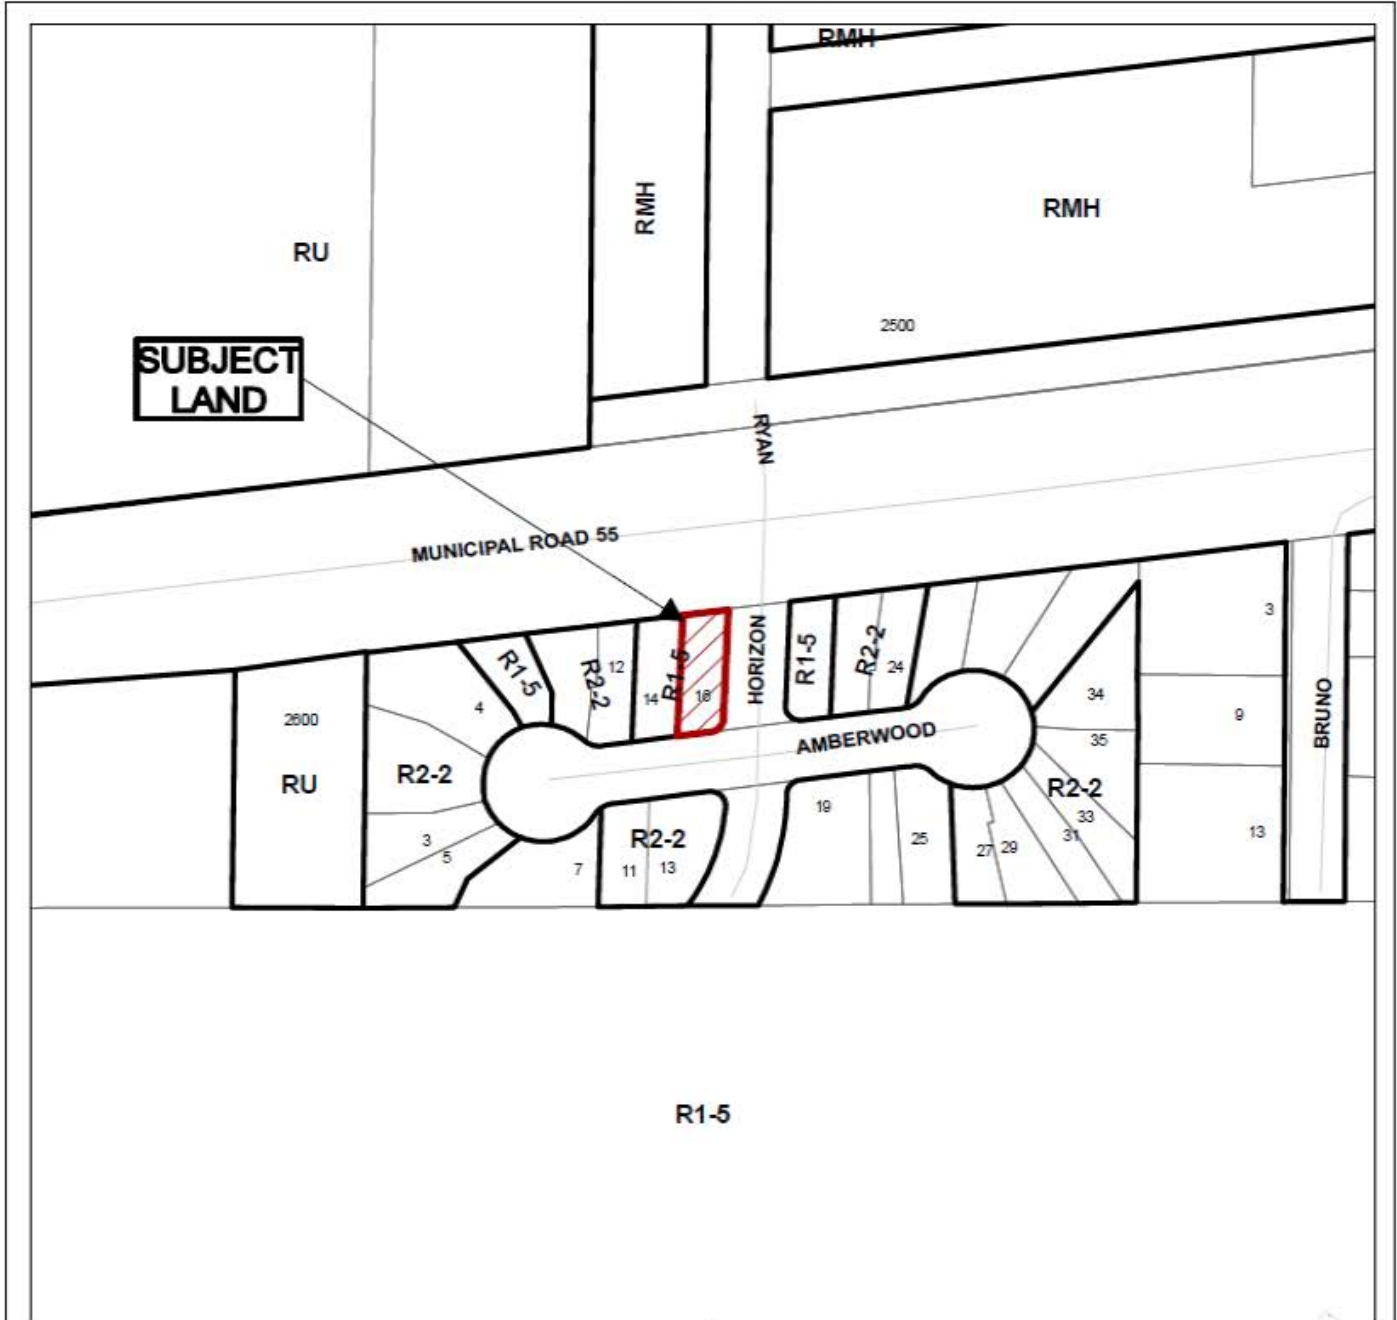 RMH
RMH
RMH
RU
2500
SUBJECT
LAND
RYAN
MUNICIPAL ROAD 55
3
R1-5
R2-2
12
14
R1-5
16
HORIZON
R1-5
R2-2
24
34
4
2600
9
BRUNO
35
AMBERWOOD
R2-2
RU
R2-2
19
33
3
R2-2
31
13
25
5
27
29
7
11
13
R1-5